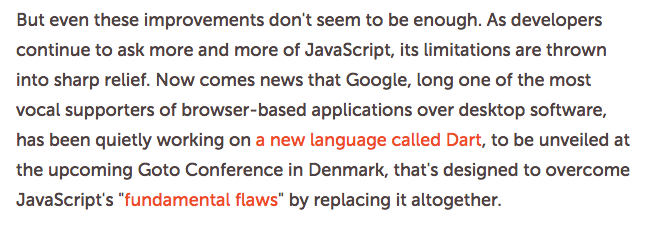 But even these improvements don't seem to be enough. As developers
continue to ask more and more of JavaScript, its limitations are thrown
into sharp relief. Now comes news that Google, long one of the most
vocal supporters of browser-based applications over desktop software,
has been quietly working on a new language called Dart, to be unveiled at
the upcoming Goto Conference in Denmark, that's designed to overcome
JavaScript's "fundamental flaws" by replacing it altogether.